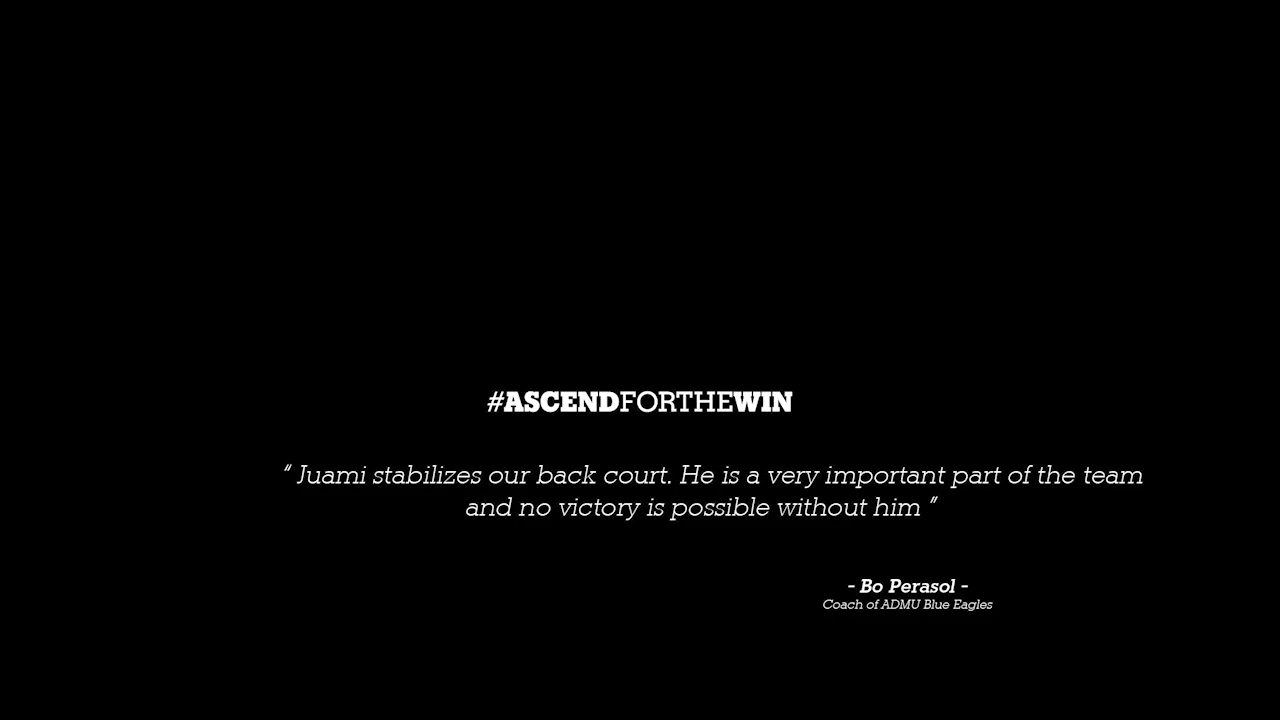 #ASCENDFORTHEWIN
“ Juami stabilizes our back court. He is a very important part of the team
and no victory is possible without him ”
- Bo Perasol -
Coach of ADMU Blue Eagles